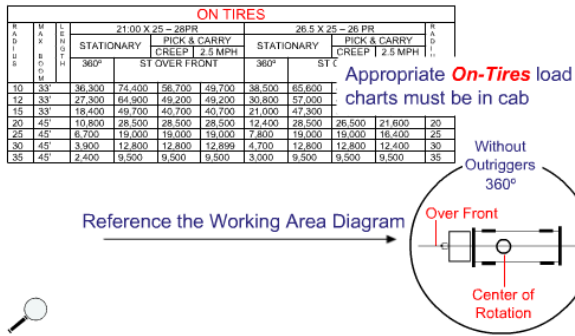 ON TIRES
RADIUS MAX BOOM LENGTH 21:00 X 25 – 28PR 26.5 X 25 – 26 PR RADIUS
STATIONARY PICK & CARRY STATIONARY PICK & CARRY
CREEP 2.5 MPH CREEP 2.5 MPH
360º ST OVER FRONT 360º
10 33' 36,300 74,400 56,700 49,700 38,500 65,600
12 33' 27,300 64,900 49,200 49,200 30,800 57,000
15 33' 18,400 49,700 40,700 40,700 21,000 47,300
20 45' 10,800 28,500 28,500 28,500 12,400 28,500 26,500 21,600 20
25 45' 6,700 19,000 19,000 19,000 7,800 19,000 19,000 16,400 25
30 45' 3,900 12,800 12,800 12,899 4,700 12,800 12,800 12,400 30
35 45' 2,400 9,500 9,500 9,500 3,000 9,500 9,500 9,500 35
Appropriate On-Tires load
charts must be in cab
Without
Outriggers
360º
Reference the Working Area Diagram
Over Front
Center of
Rotation